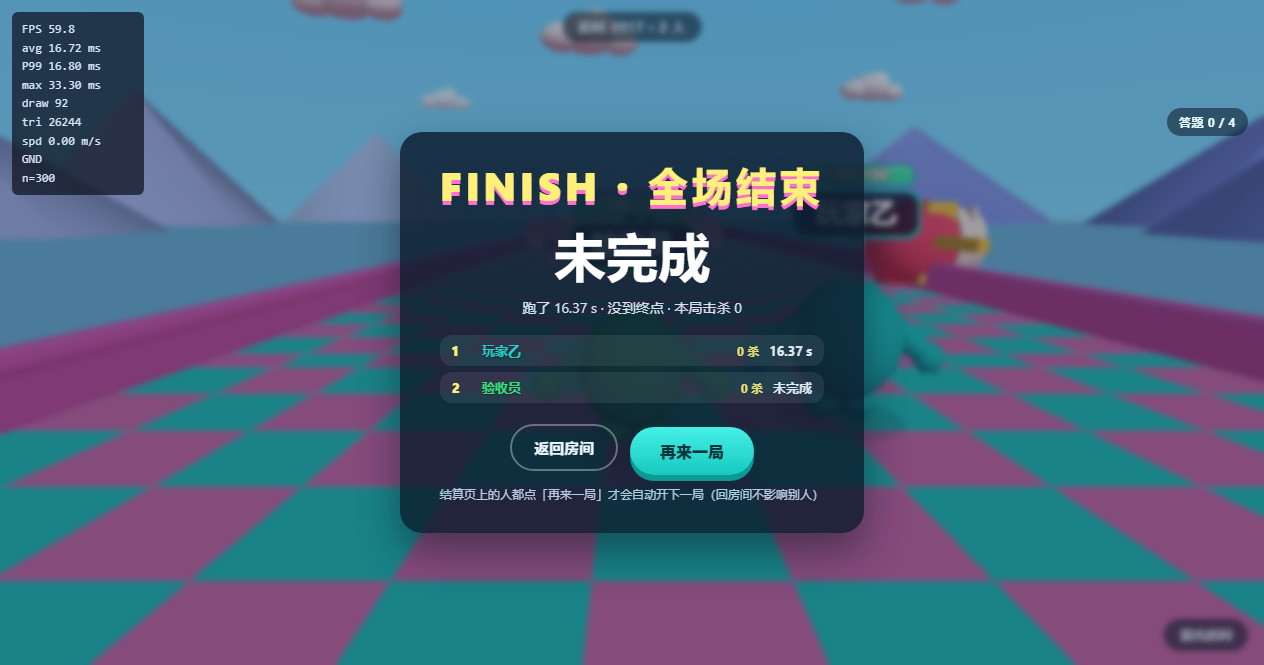 FPS 59.8
avg 16.72 ms
P99 16.80 ms
max 33.30 ms
draw 92
tri 26244
spd 0.00 m/s
GND
n=300
答题 0 / 4
玩家乙
FINISH · 全场结束
未完成
跑了 16.37 s · 没到终点 · 本局击杀 0
1 玩家乙 0 杀 16.37 s
2 验收员 0 杀 未完成
返回房间
再来一局
结算页上的人都点「再来一局」才会自动开下一局（回房间不影响别人）